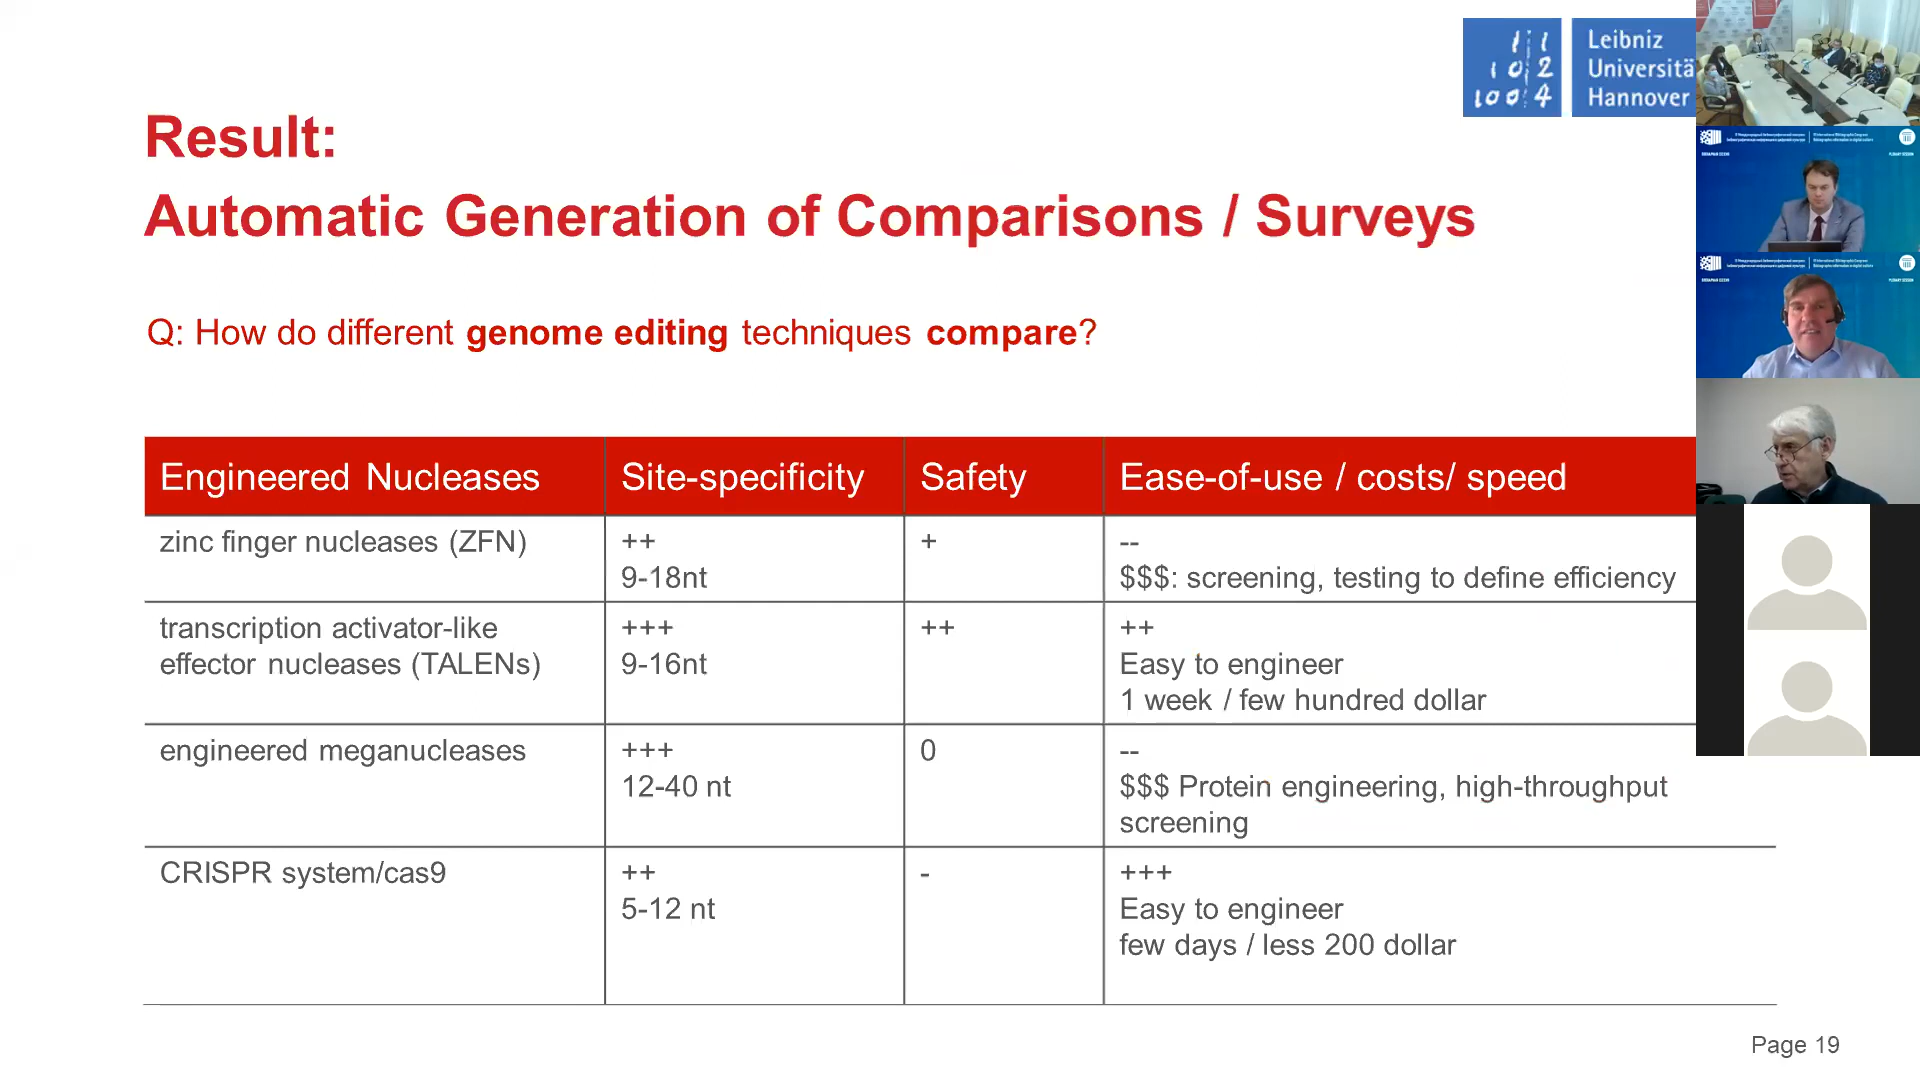 Leibniz
Universitä
Hannover
Result:
Automatic Generation of Comparisons / Surveys
Q: How do different genome editing techniques compare?
Engineered Nucleases Site-specificity Safety Ease-of-use / costs/ speed
zinc finger nucleases (ZFN) ++ + --
9-18nt $$$: screening, testing to define efficiency
transcription activator-like +++ ++ ++
effector nucleases (TALENs) 9-16nt Easy to engineer
1 week / few hundred dollar
engineered meganucleases +++ 0 --
12-40 nt $$$ Protein engineering, high-throughput
screening
CRISPR system/cas9 ++ - +++
5-12 nt Easy to engineer
few days / less 200 dollar
Page 19